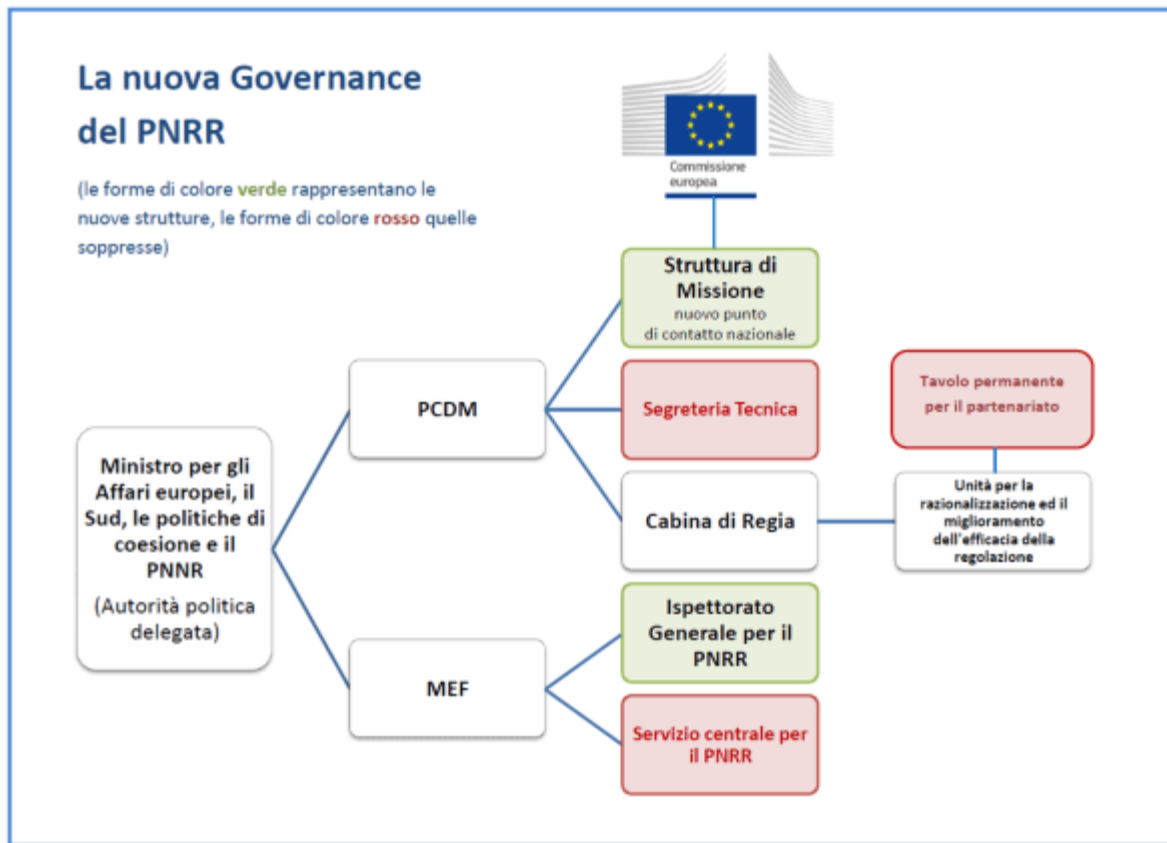 La nuova Governance
del PNRR
(le forme di colore verde rappresentano le
nuove strutture, le forme di colore rosso quelle
soppresse)
Commissione
europea
Struttura di
Missione
nuovo punto
di contatto nazionale
PCDM
Segreteria Tecnica
Tavolo permanente
per il partenariato
Ministro per gli
Affari europei, il
Sud, le politiche di
coesione e il
PNNR
(Autorità politica
delegata)
Cabina di Regia
Unità per la
razionalizzazione ed il
miglioramento
dell'efficacia della
regolazione
Ispettorato
Generale per il
PNRR
MEF
Servizio centrale per
il PNRR